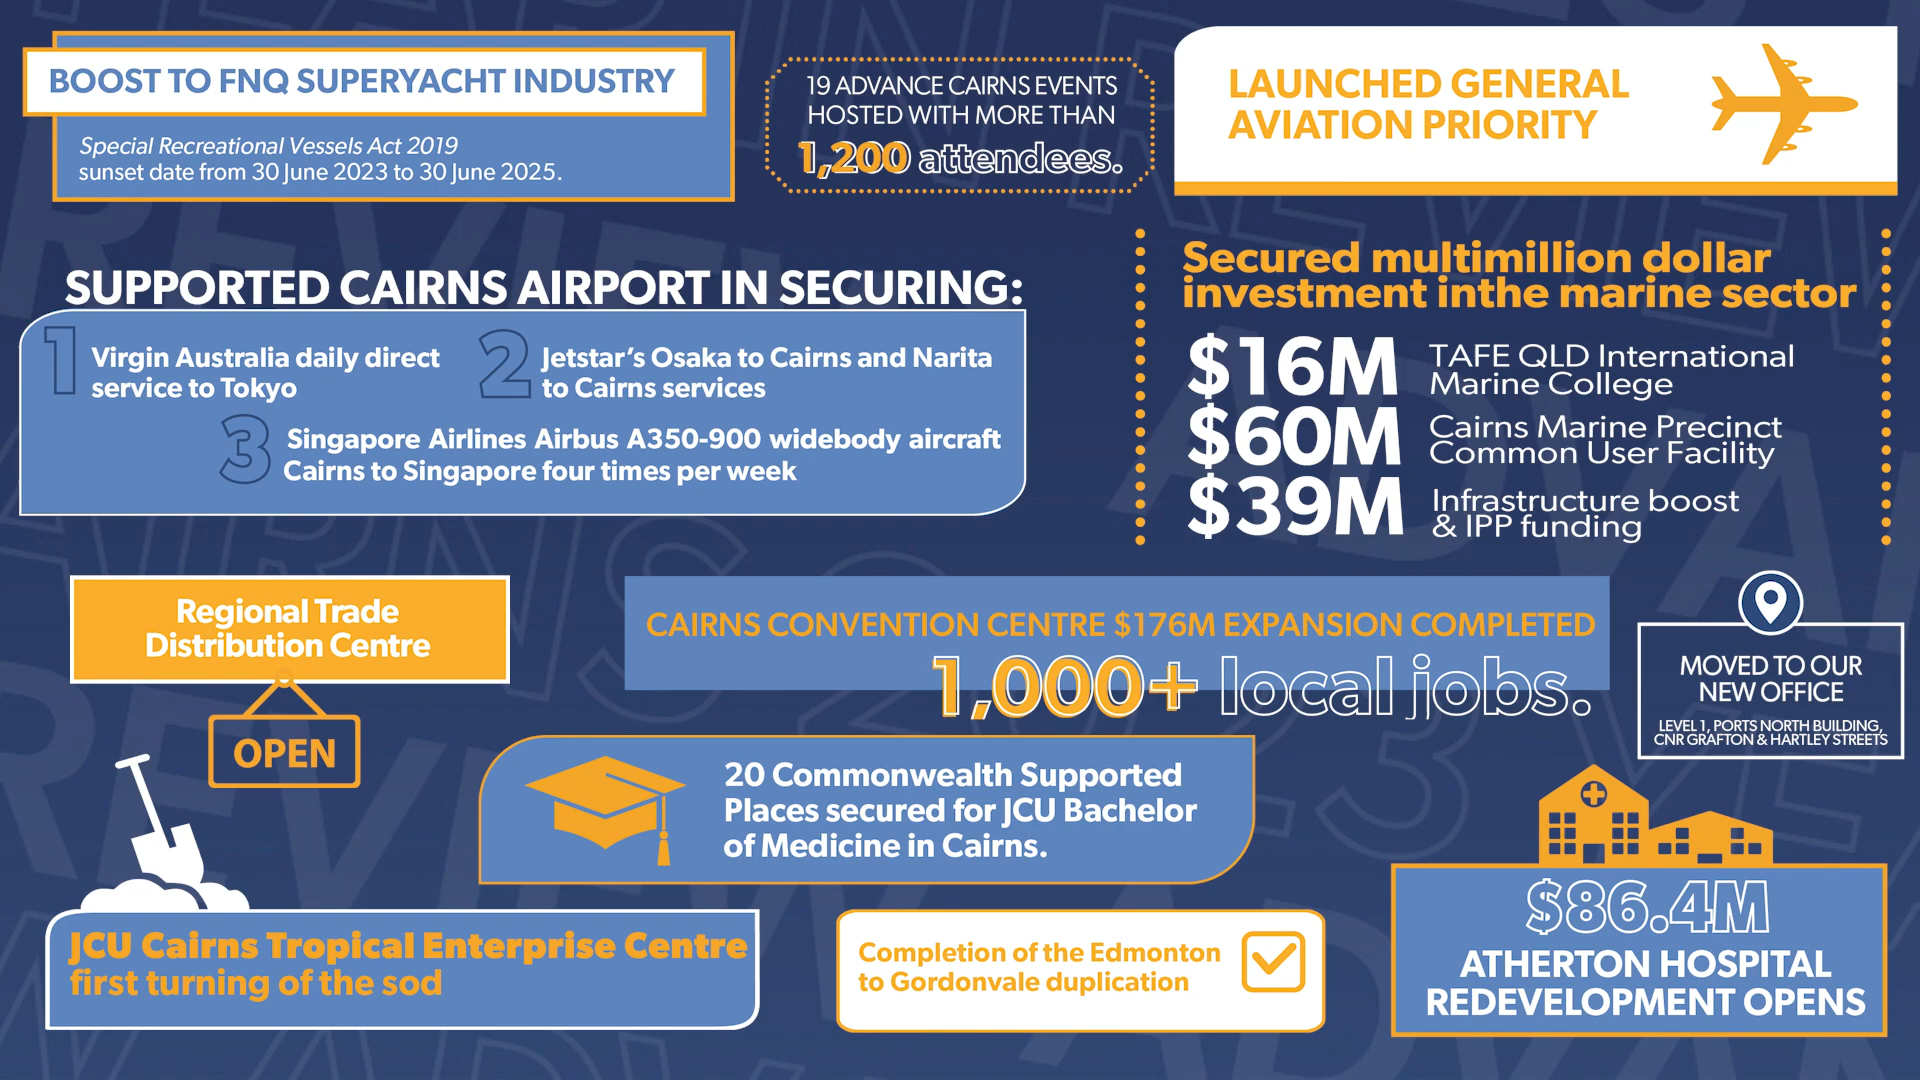 BOOST TO FNQ SUPERYACHT INDUSTRY
Special Recreational Vessels Act 2019
sunset date from 30 June 2023 to 30 June 2025.
19 ADVANCE CAIRNS EVENTS
HOSTED WITH MORE THAN
1,200 attendees.
LAUNCHED GENERAL
AVIATION PRIORITY
SUPPORTED CAIRNS AIRPORT IN SECURING:
1 Virgin Australia daily direct
service to Tokyo
2 Jetstar's Osaka to Cairns and Narita
to Cairns services
3 Singapore Airlines Airbus A350-900 widebody aircraft
Cairns to Singapore four times per week
Secured multimillion dollar
investment inthe marine sector
$16M TAFE QLD International
Marine College
$60M Cairns Marine Precinct
Common User Facility
$39M Infrastructure boost
& IPP funding
Regional Trade
Distribution Centre
OPEN
CAIRNS CONVENTION CENTRE $176M EXPANSION COMPLETED
1,000+ local jobs.
MOVED TO OUR
NEW OFFICE
LEVEL 1, PORTS NORTH BUILDING,
CNR GRAFTON & HARTLEY STREETS
20 Commonwealth Supported
Places secured for JCU Bachelor
of Medicine in Cairns.
JCU Cairns Tropical Enterprise Centre
first turning of the sod
Completion of the Edmonton
to Gordonvale duplication
$86.4M
ATHERTON HOSPITAL
REDEVELOPMENT OPENS